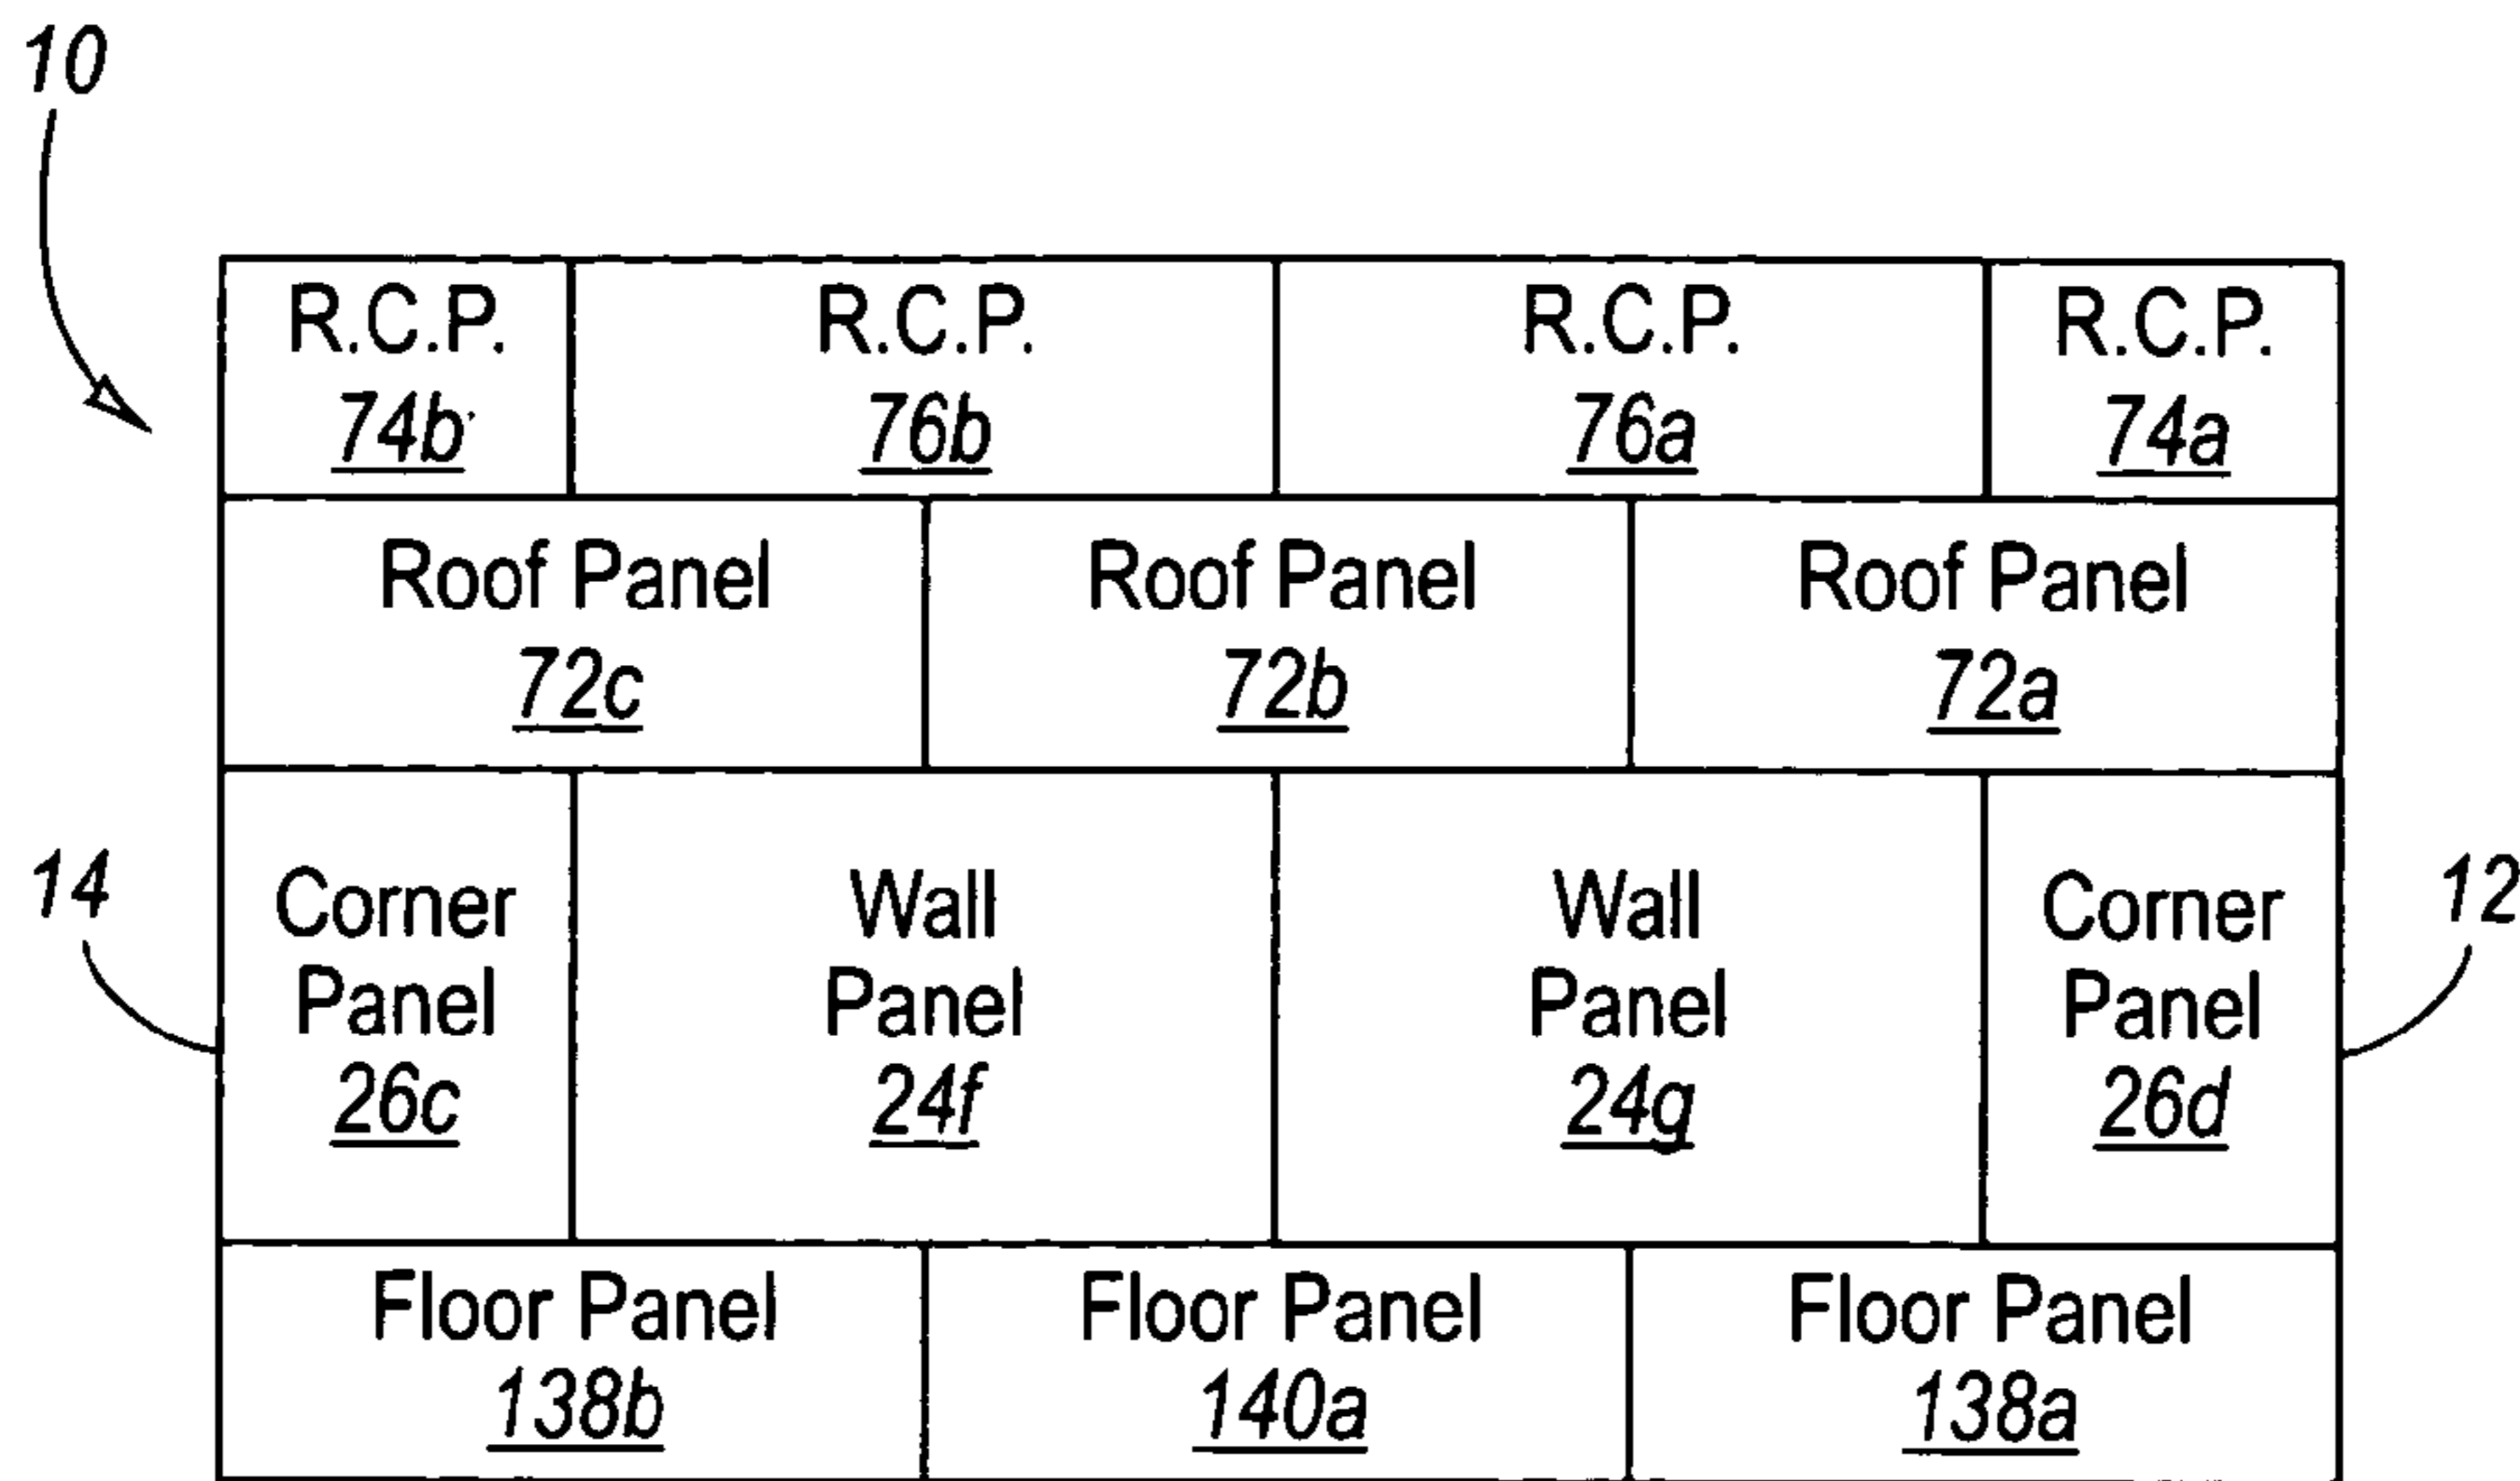 10
R.C.P. R.C.P. R.C.P. R.C.P.
74b 76b 76a 74a
Roof Panel Roof Panel Roof Panel
72c 72b 72a
14 Corner Wall Wall Corner 12
Panel Panel Panel Panel
26c 24f 24g 26d
Floor Panel Floor Panel Floor Panel
138b 140a 138a